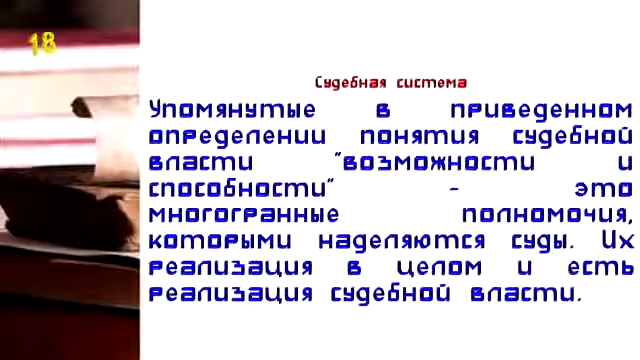 18
Судебная система
Упомянутые в приведенном
определении понятия судебной
власти "возможности и
способности" - это
многогранные полномочия,
которыми наделяются суды. Их
реализация в целом и есть
реализация судебной власти.